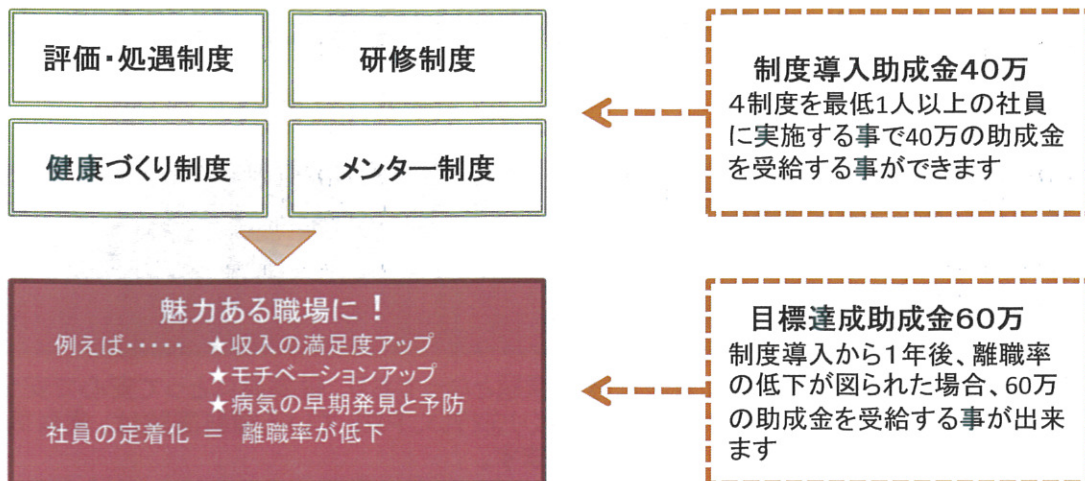 評価・処遇制度
研修制度
健康づくり制度
メンター制度
制度導入助成金40万
4制度を最低1人以上の社員
に実施する事で40万の助成金
を受給する事ができます
魅力ある職場に!
例えば‥‥‥ ★収入の満足度アップ
★モチベーションアップ
★病気の早期発見と予防
社員の定着化 = 離職率が低下
目標達成助成金60万
制度導入から1年後、離職率
の低下が図られた場合、60万
の助成金を受給する事が出来
ます